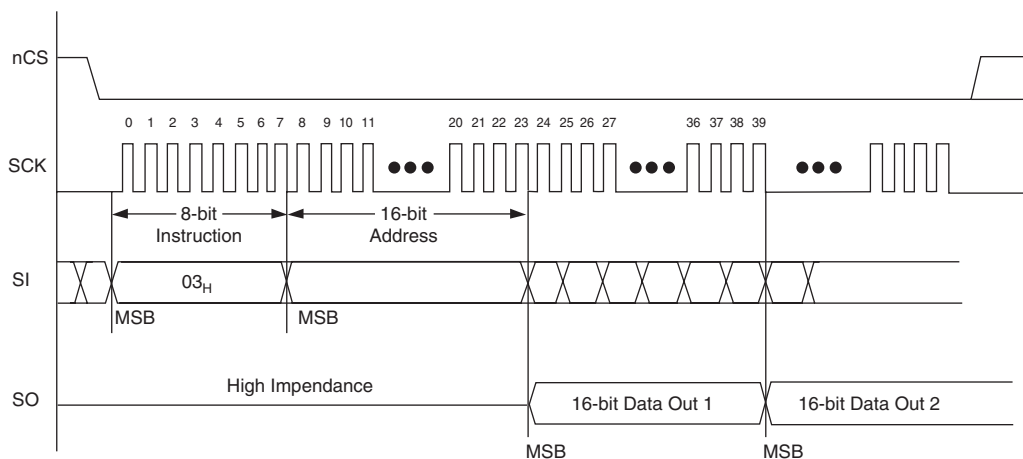 nCS
0 1 2 3 4 5 6 7 8 9 10 11 20 21 22 23 24 25 26 27 36 37 38 39
SCK
8-bit
Instruction
16-bit
Address
SI
03H
MSB
MSB
High Impendance
SO
16-bit Data Out 1
16-bit Data Out 2
MSB
MSB